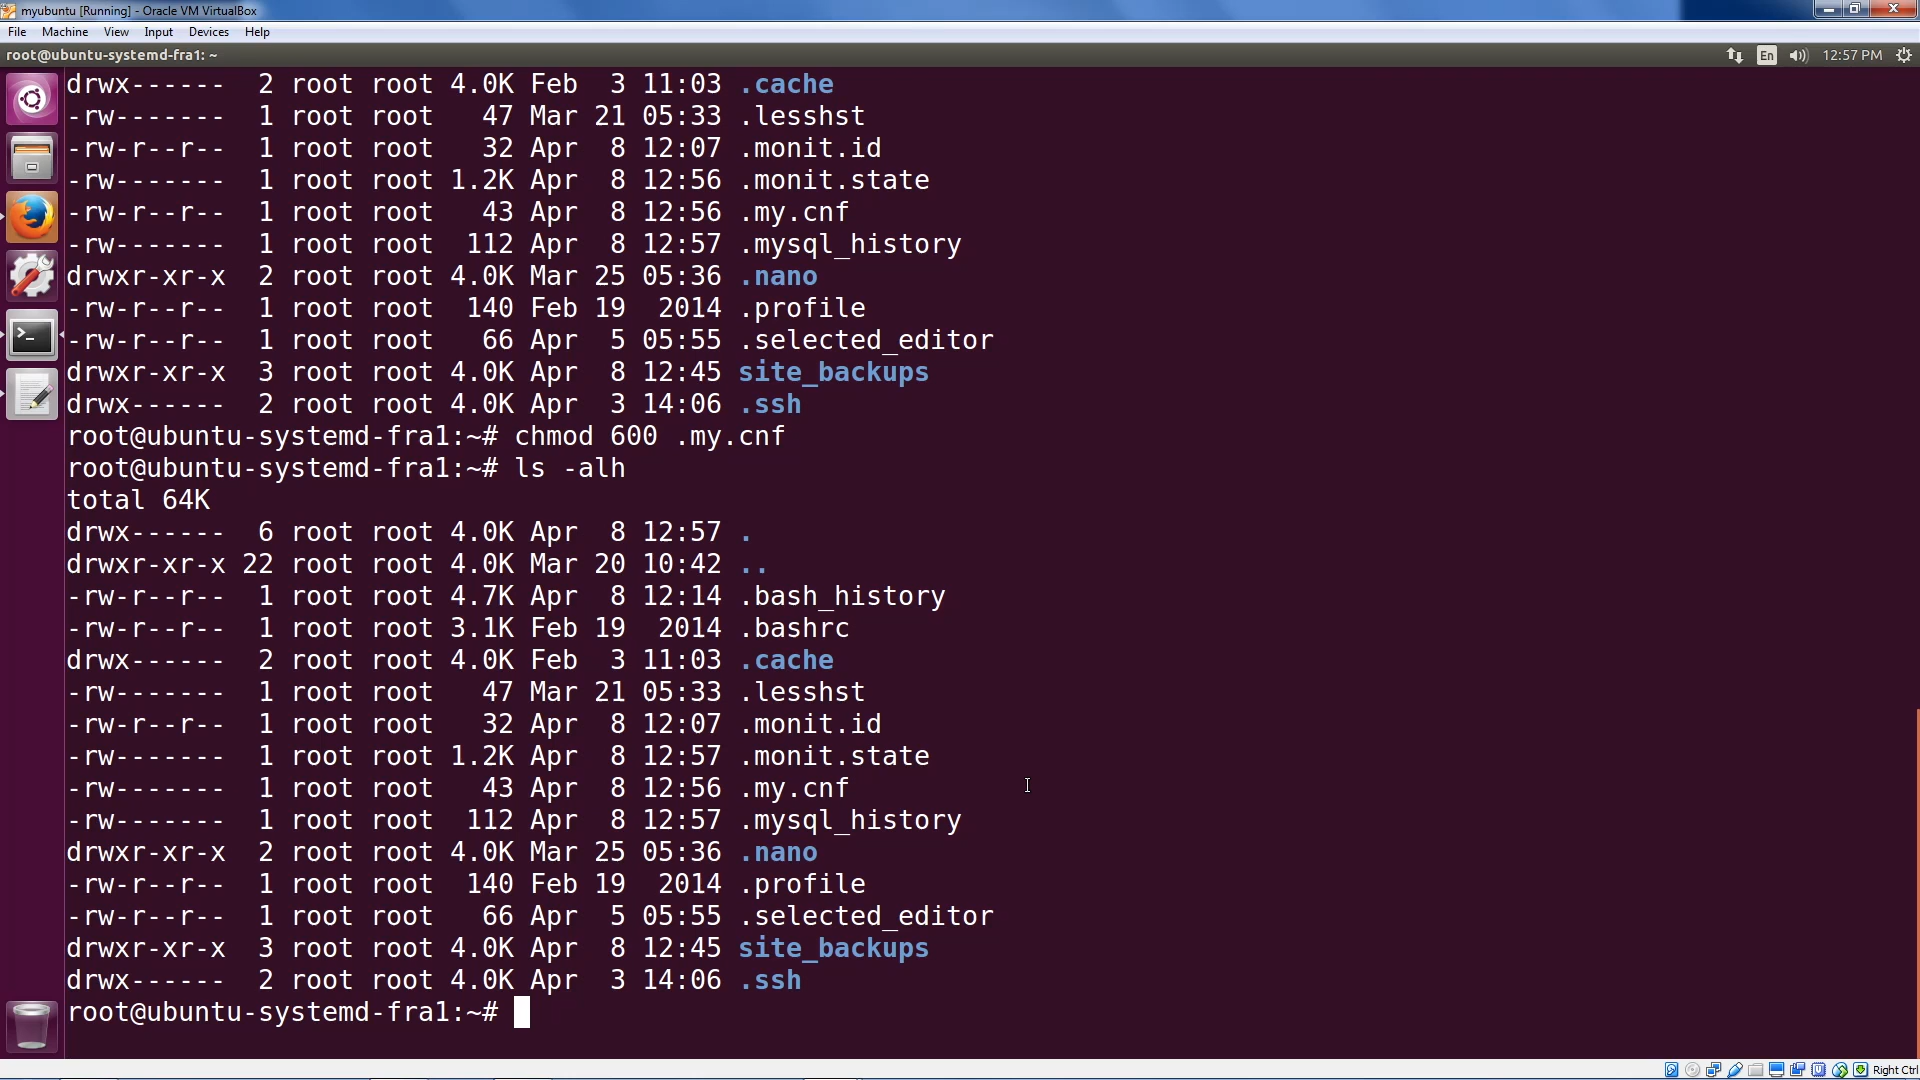 myubuntu [Running] - Oracle VM VirtualBox
File Machine View Input Devices Help
root@ubuntu-systemd-fra1: ~ En 12:57 PM
drwx------  2 root root 4.0K Feb  3 11:03 .cache
-rw-------  1 root root   47 Mar 21 05:33 .lesshst
-rw-r--r--  1 root root   32 Apr  8 12:07 .monit.id
-rw-------  1 root root 1.2K Apr  8 12:56 .monit.state
-rw-r--r--  1 root root   43 Apr  8 12:56 .my.cnf
-rw-------  1 root root  112 Apr  8 12:57 .mysql_history
drwxr-xr-x  2 root root 4.0K Mar 25 05:36 .nano
-rw-r--r--  1 root root  140 Feb 19  2014 .profile
-rw-r--r--  1 root root   66 Apr  5 05:55 .selected_editor
drwxr-xr-x  3 root root 4.0K Apr  8 12:45 site_backups
drwx------  2 root root 4.0K Apr  3 14:06 .ssh
root@ubuntu-systemd-fra1:~# chmod 600 .my.cnf
root@ubuntu-systemd-fra1:~# ls -alh
total 64K
drwx------  6 root root 4.0K Apr  8 12:57 .
drwxr-xr-x 22 root root 4.0K Mar 20 10:42 ..
-rw-r--r--  1 root root 4.7K Apr  8 12:14 .bash_history
-rw-r--r--  1 root root 3.1K Feb 19  2014 .bashrc
drwx------  2 root root 4.0K Feb  3 11:03 .cache
-rw-------  1 root root   47 Mar 21 05:33 .lesshst
-rw-r--r--  1 root root   32 Apr  8 12:07 .monit.id
-rw-------  1 root root 1.2K Apr  8 12:57 .monit.state
-rw-------  1 root root   43 Apr  8 12:56 .my.cnf
-rw-------  1 root root  112 Apr  8 12:57 .mysql_history
drwxr-xr-x  2 root root 4.0K Mar 25 05:36 .nano
-rw-r--r--  1 root root  140 Feb 19  2014 .profile
-rw-r--r--  1 root root   66 Apr  5 05:55 .selected_editor
drwxr-xr-x  3 root root 4.0K Apr  8 12:45 site_backups
drwx------  2 root root 4.0K Apr  3 14:06 .ssh
root@ubuntu-systemd-fra1:~#
Right Ctrl